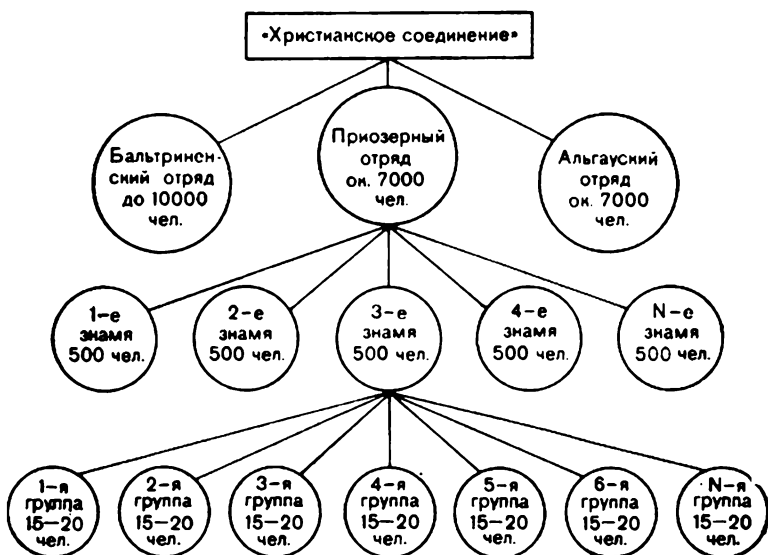 «Христианское соединение»
Бальтринен-
ский отряд
до 10000
чел.
Приозерный
отряд
ок. 7000
чел.
Альгауский
отряд
ок. 7000
чел.
1-е
знамя
500 чел.
2-е
знамя
500 чел.
3-е
знамя
500 чел.
4-е
знамя
500 чел.
N-е
знамя
500 чел.
1-я
группа
15—20
чел.
2-я
группа
15—20
чел.
3-я
группа
15—20
чел.
4-я
группа
15—20
чел.
5-я
группа
15—20
чел.
6-я
группа
15—20
чел.
N-я
группа
15—20
чел.